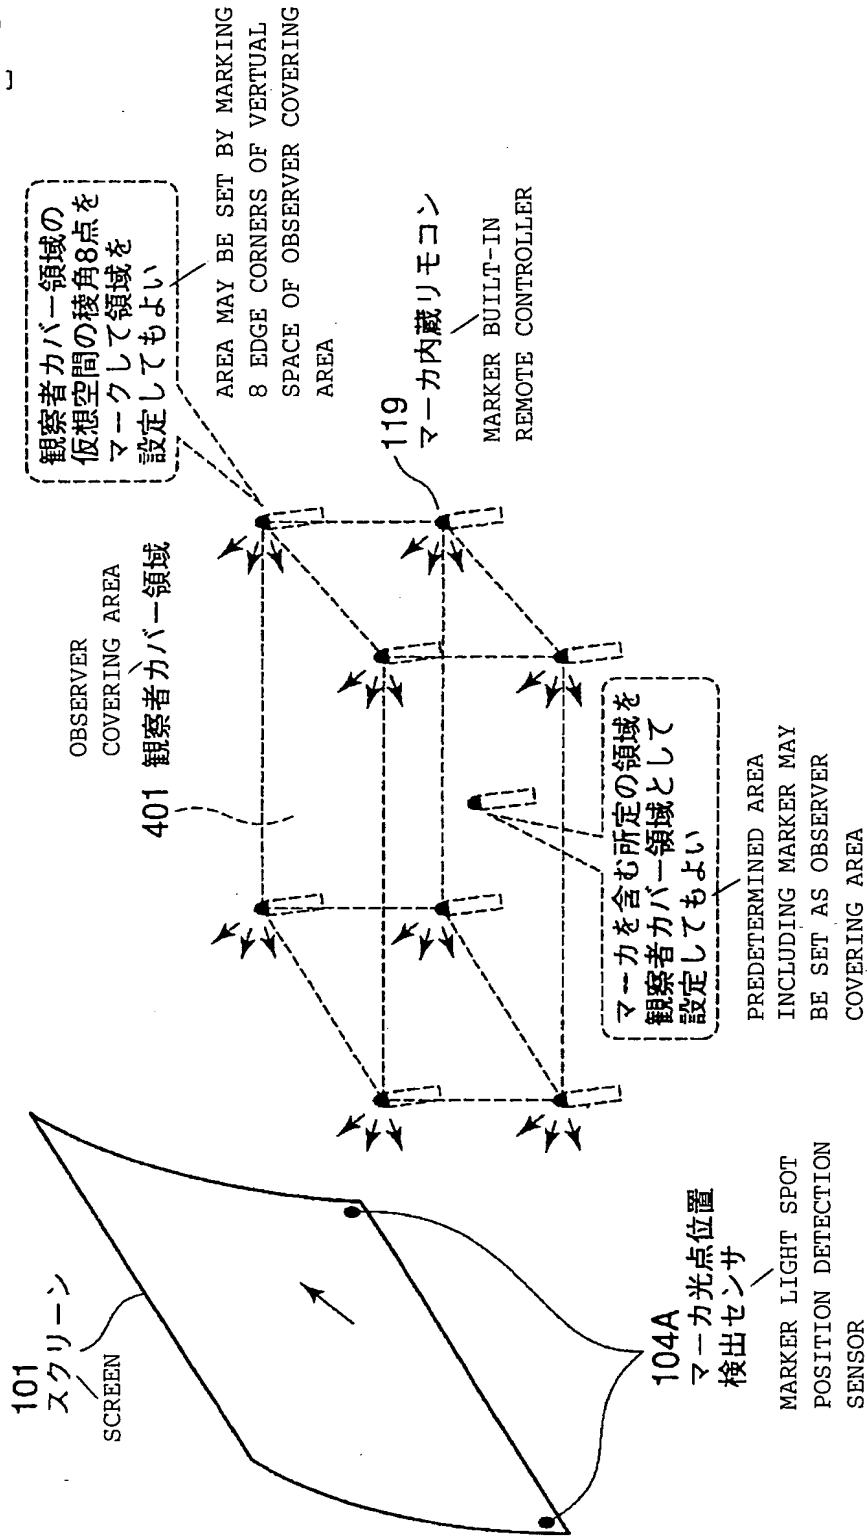 ]
観察者カバー領域の
仮想空間の稜角8点を
マークして領域を
設定してもよい
AREA MAY BE SET BY MARKING
8 EDGE CORNERS OF VERTUAL
SPACE OF OBSERVER COVERING
AREA
OBSERVER
COVERING AREA
401 観察者カバー領域
119
マーカ内蔵リモコン
MARKER BUILT-IN
REMOTE CONTROLLER
101
スクリーン
SCREEN
マーカを含む所定の領域を
観察者カバー領域として
設定してもよい
PREDETERMINED AREA
INCLUDING MARKER MAY
BE SET AS OBSERVER
COVERING AREA
104A
マーカ光点位置
検出センサ
MARKER LIGHT SPOT
POSITION DETECTION
SENSOR